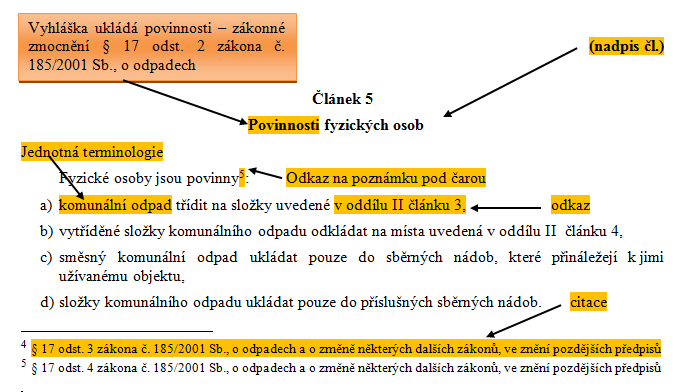 Vyhláška ukládá povinnosti – zákonné
zmocnění § 17 odst. 2 zákona č.
185/2001 Sb., o odpadech
(nadpis čl.)
Článek 5
Povinnosti fyzických osob
Jednotná terminologie
Fyzické osoby jsou povinny5:
Odkaz na poznámku pod čarou
a) komunální odpad třídit na složky uvedené v oddílu II článku 3,
odkaz
b) vytříděné složky komunálního odpadu odkládat na místa uvedená v oddílu II článku 4,
c) směsný komunální odpad ukládat pouze do sběrných nádob, které přináležejí k jimi
užívanému objektu,
d) složky komunálního odpadu ukládat pouze do příslušných sběrných nádob.
citace
4 § 17 odst. 3 zákona č. 185/2001 Sb., o odpadech a o změně některých dalších zákonů, ve znění pozdějších předpisů
5 § 17 odst. 4 zákona č. 185/2001 Sb., o odpadech a o změně některých dalších zákonů, ve znění pozdějších předpisů